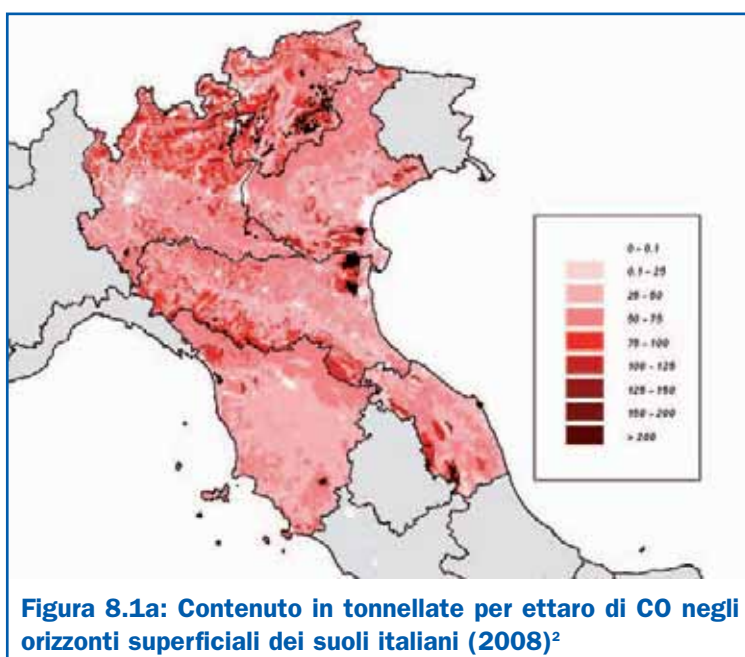 0 - 0.1
0.1 - 25
25 - 50
50 - 75
75 - 100
100 - 125
125 - 150
150 - 200
> 200
Figura 8.1a: Contenuto in tonnellate per ettaro di CO negli
orizzonti superficiali dei suoli italiani (2008)²